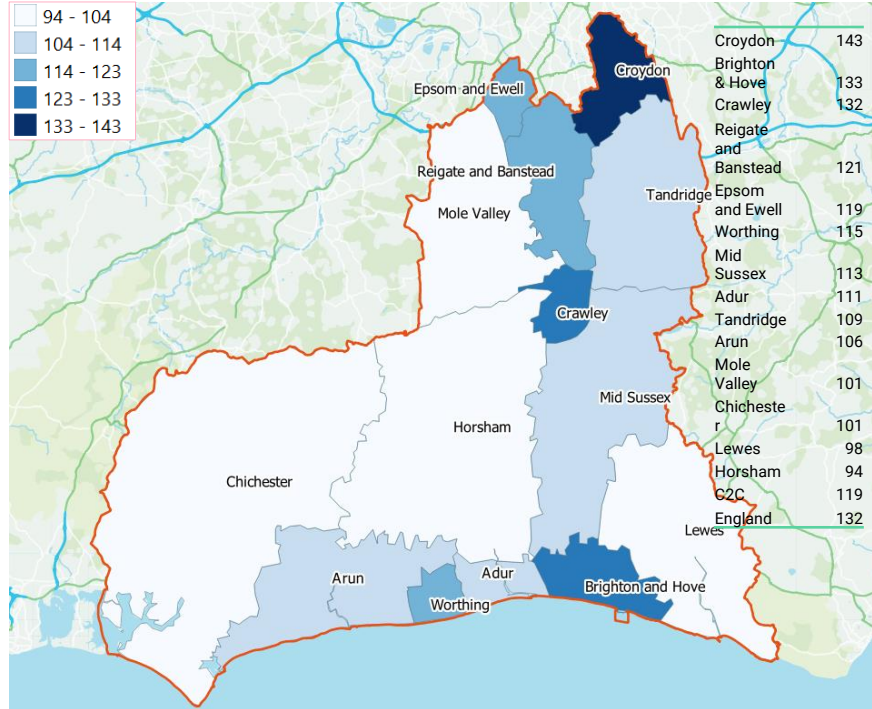 94 - 104
104 - 114
114 - 123
123 - 133
133 - 143
Croydon
Epsom and Ewell
Reigate and Banstead
Mole Valley
Tandridge
Crawley
Mid Sussex
Horsham
Chichester
Lewes
Arun
Adur
Worthing
Brighton and Hove
Croydon 143
Brighton
& Hove 133
Crawley 132
Reigate
and
Banstead 121
Epsom
and Ewell 119
Worthing 115
Mid
Sussex 113
Adur 111
Tandridge 109
Arun 106
Mole
Valley 101
Chicheste
r 101
Lewes 98
Horsham 94
C2C 119
England 132